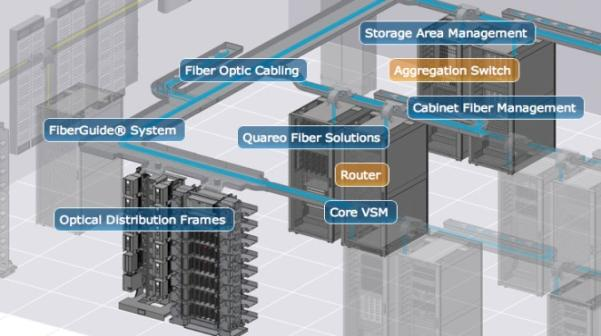 Storage Area Management
Fiber Optic Cabling
Aggregation Switch
Cabinet Fiber Management
FiberGuide® System
Quareo Fiber Solutions
Router
Optical Distribution Frames
Core VSM